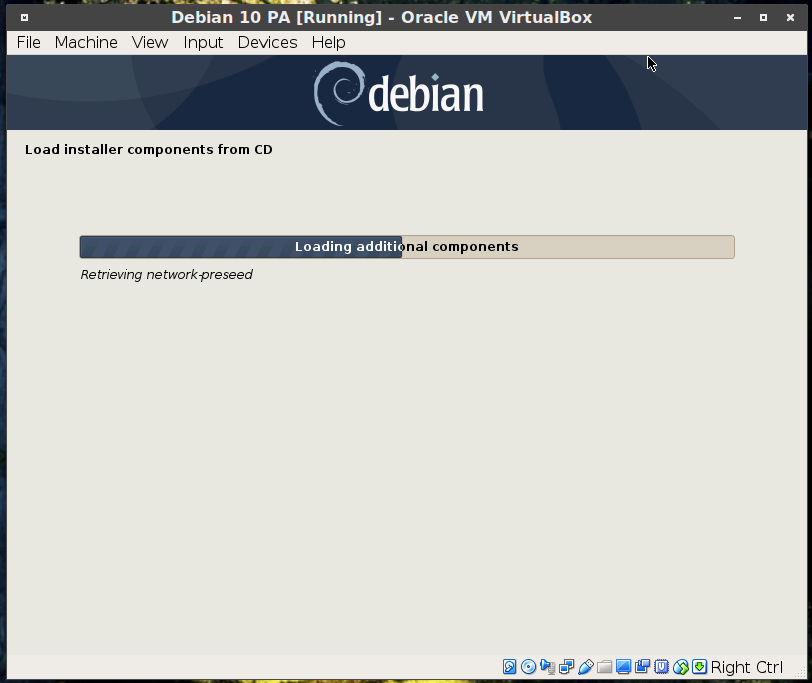 Debian 10 PA [Running] - Oracle VM VirtualBox
File Machine View Input Devices Help
debian
Load installer components from CD
Loading additional components
Retrieving network-preseed
Right Ctrl